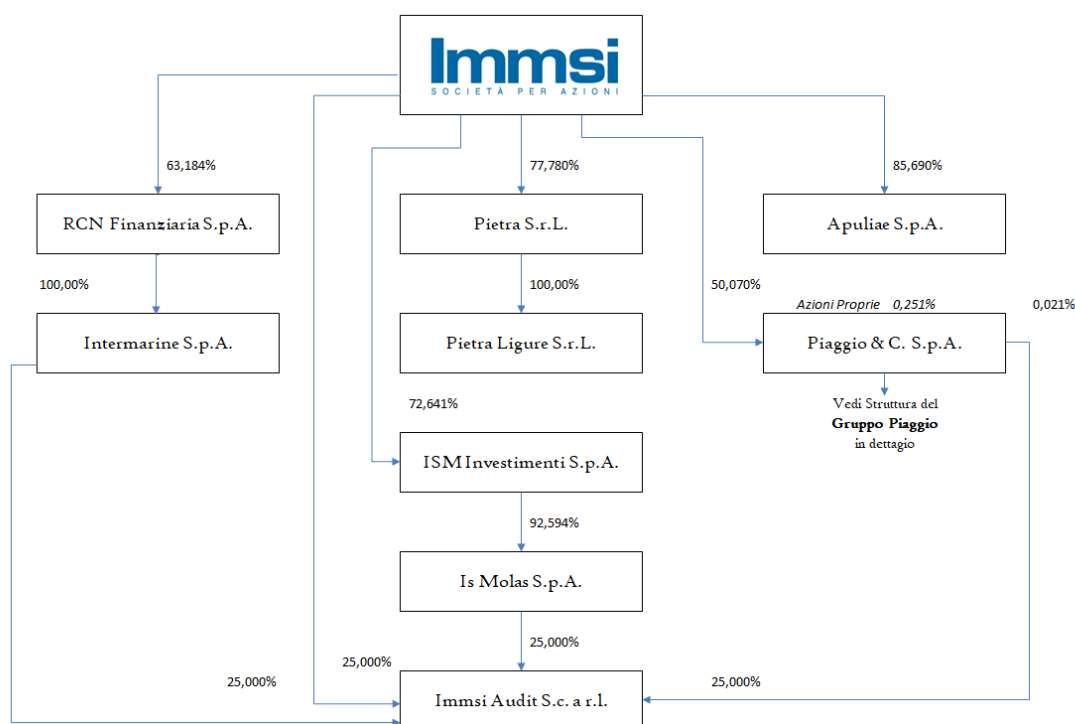 Immsi
SOCIETÀ PER AZIONI
63,184%
77,780%
85,690%
RCN Finanziaria S.p.A.
Pietra S.r.L.
Apuliae S.p.A.
100,00%
100,00%
50,070%
Azioni Proprie 0,251%
0,021%
Intermarine S.p.A.
Pietra Ligure S.r.L.
Piaggio & C. S.p.A.
72,641%
Vedi Struttura del
Gruppo Piaggio
in dettagio
ISM Investimenti S.p.A.
92,594%
Is Molas S.p.A.
25,000%
25,000%
25,000%
25,000%
Immsi Audit S.c. a r.l.